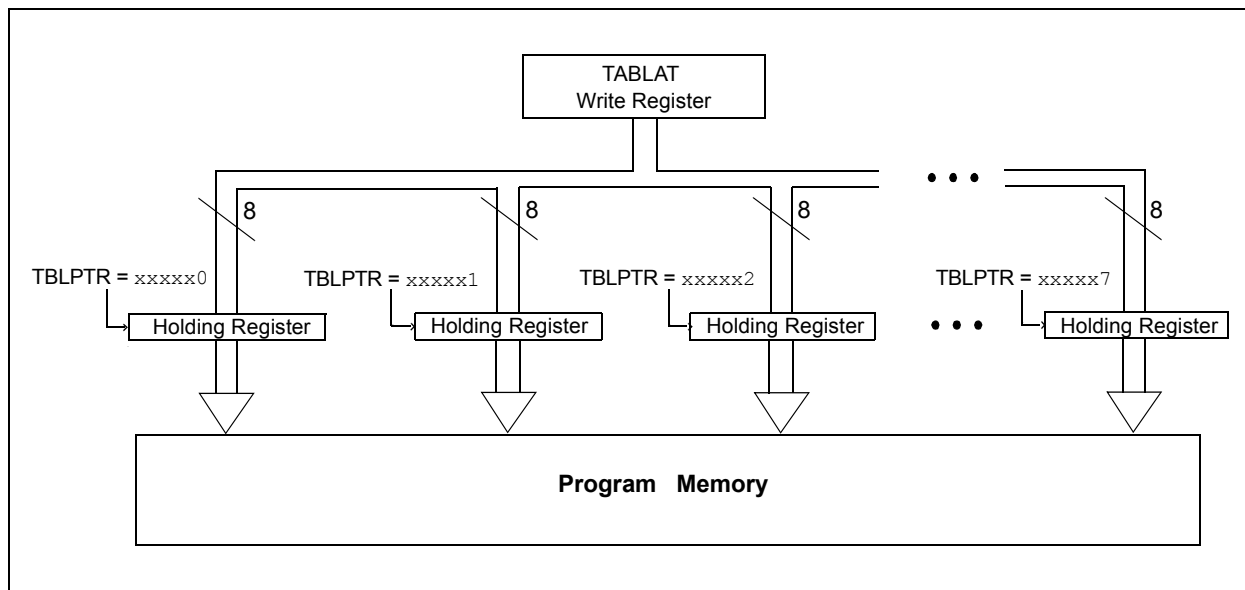 TABLAT
Write Register
• • •
8
8
8
8
TBLPTR = xxxxx0
TBLPTR = xxxxx1
TBLPTR = xxxxx2
TBLPTR = xxxxx7
Holding Register
Holding Register
Holding Register
• • •
Holding Register
Program Memory